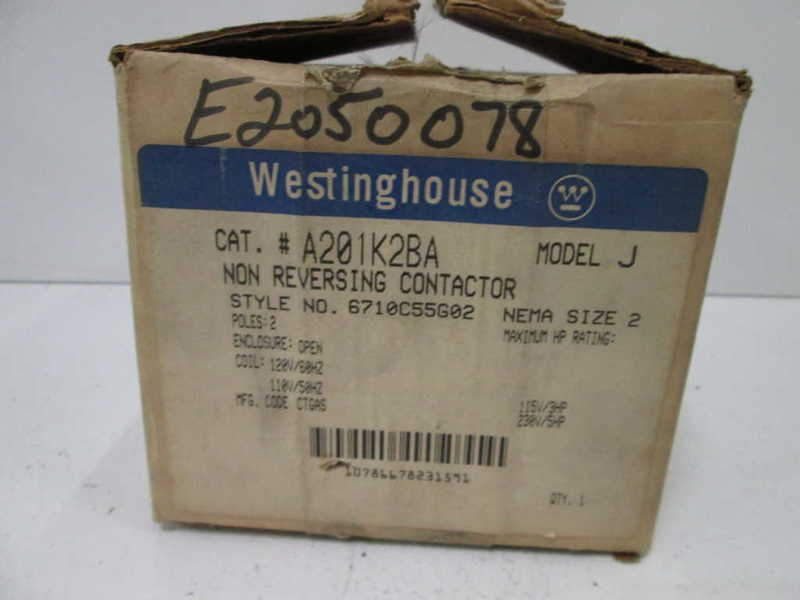 E2050078
Westinghouse W
CAT. # A201K2BA MODEL J
NON REVERSING CONTACTOR
STYLE NO. 6710C55G02 NEMA SIZE 2
POLES: 2 MAXIMUM HP RATING:
ENCLOSURE: OPEN
COIL: 120V/60HZ
110V/50HZ
MFG. CODE CTGAS 115V/3HP
230V/5HP
10786678231591
QTY. 1